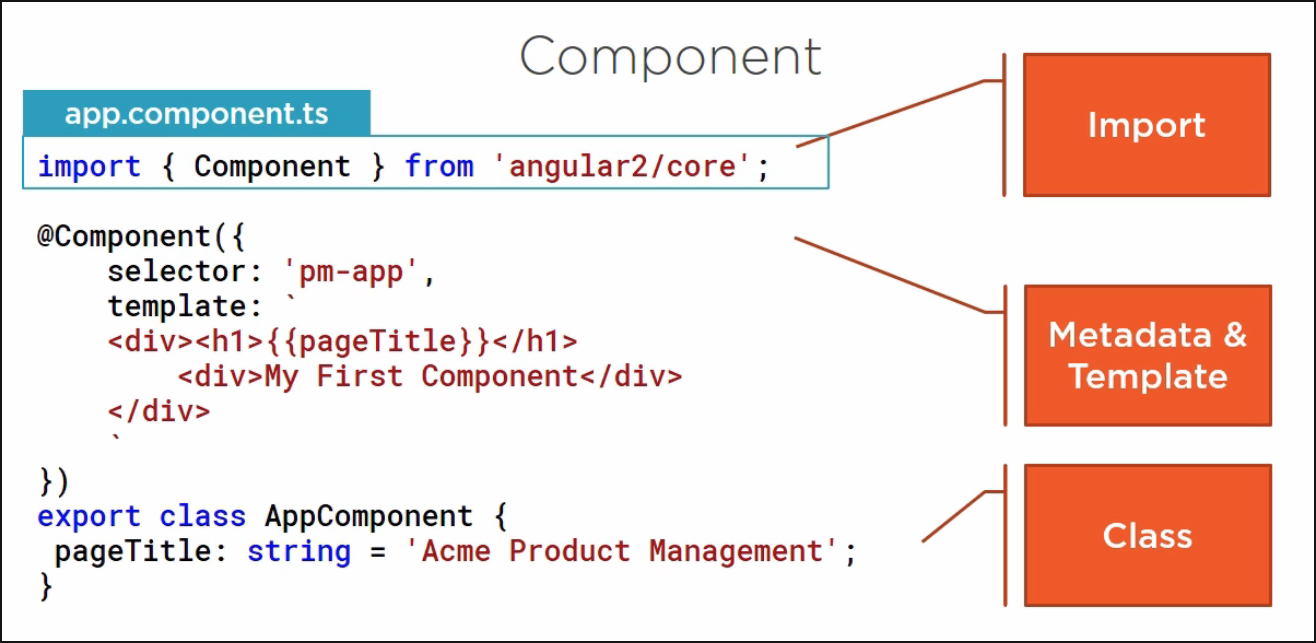 Component
app.component.ts
import { Component } from 'angular2/core';
@Component({
    selector: 'pm-app',
    template: `
    <div><h1>{{pageTitle}}</h1>
        <div>My First Component</div>
    </div>
    `
})
export class AppComponent {
 pageTitle: string = 'Acme Product Management';
}
Import
Metadata &
Template
Class